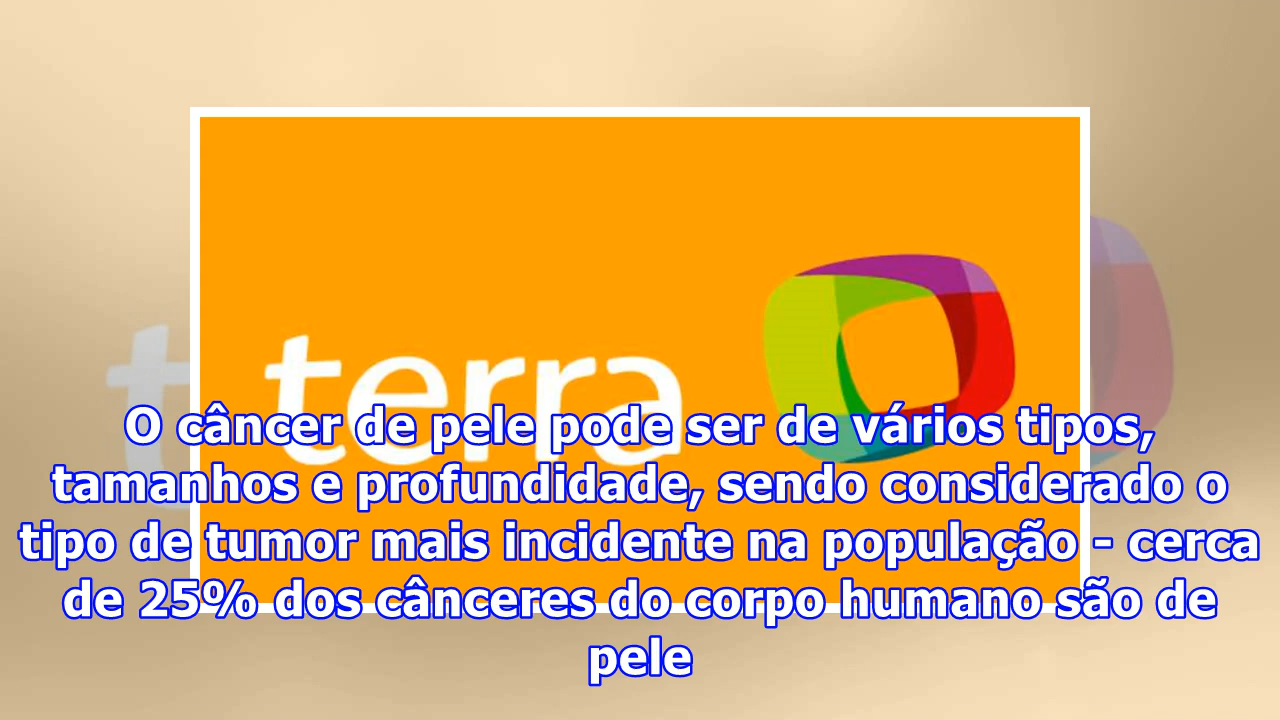 terra
O câncer de pele pode ser de vários tipos,
tamanhos e profundidade, sendo considerado o
tipo de tumor mais incidente na população - cerca
de 25% dos cânceres do corpo humano são de
pele